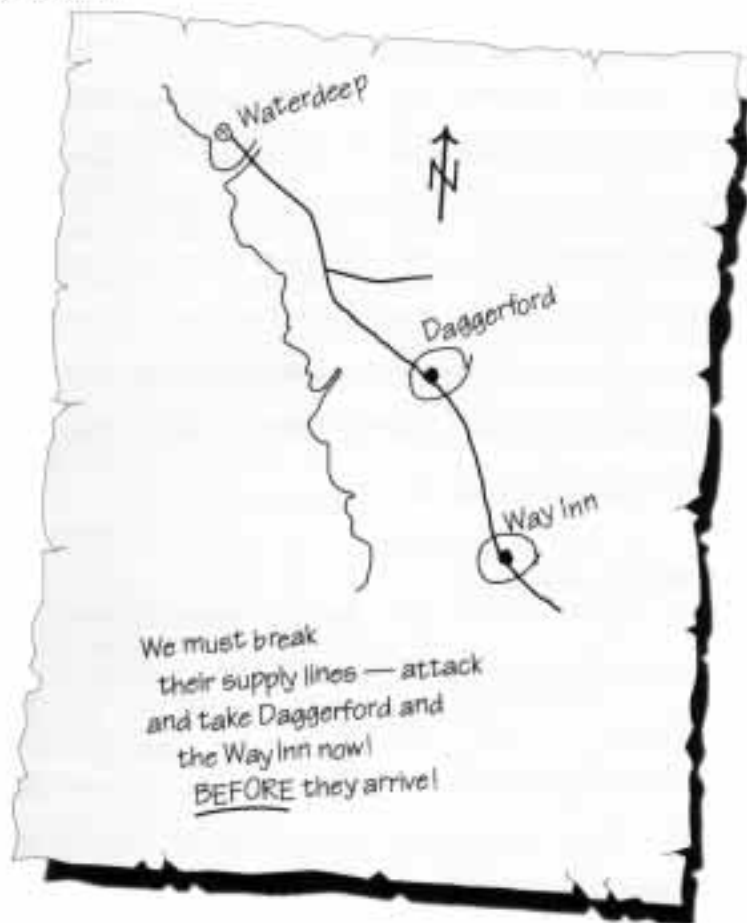 Waterdeep
N
Daggerford
Way Inn
We must break
their supply lines — attack
and take Daggerford and
the Way Inn now!
BEFORE they arrive!